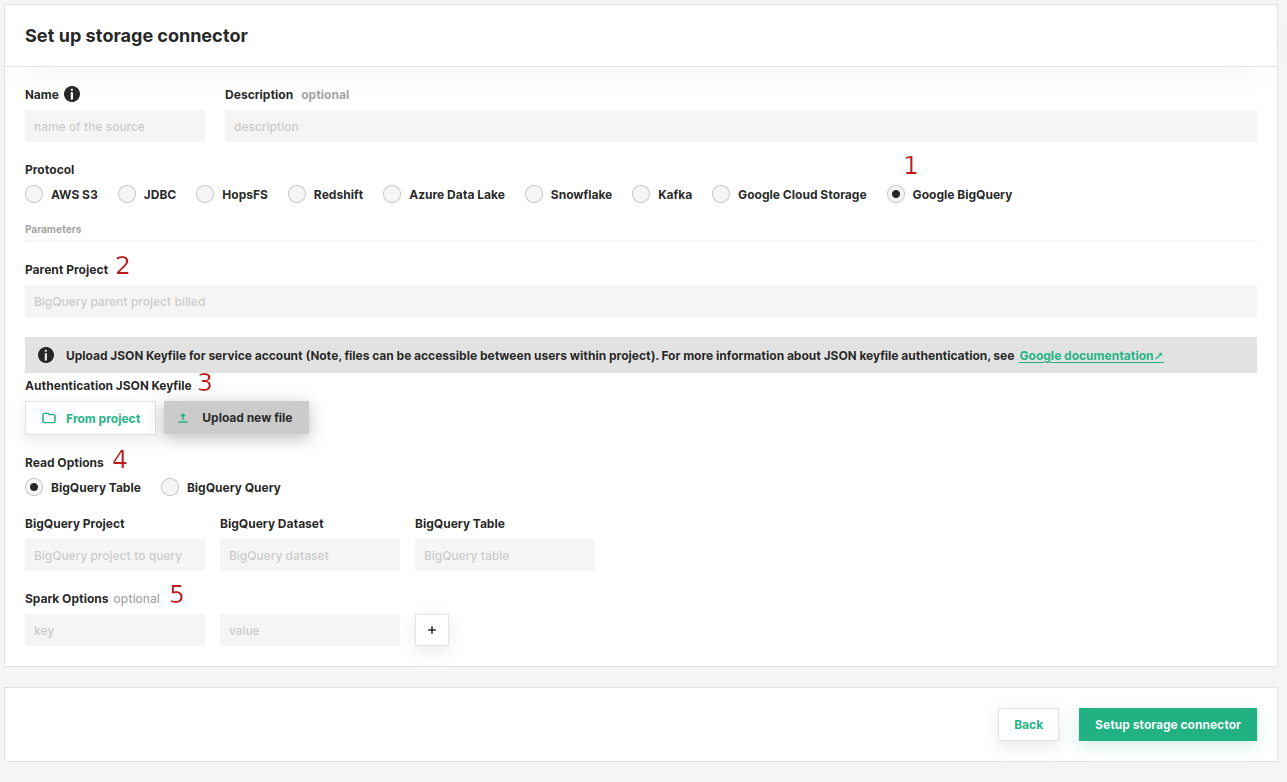 Set up storage connector
Name i Description optional
name of the source description
Protocol 1
AWS S3 JDBC HopsFS Redshift Azure Data Lake Snowflake Kafka Google Cloud Storage Google BigQuery
Parameters
Parent Project 2
BigQuery parent project billed
i Upload JSON Keyfile for service account (Note, files can be accessible between users within project). For more information about JSON keyfile authentication, see Google documentation↗
Authentication JSON Keyfile 3
From project Upload new file
Read Options 4
BigQuery Table BigQuery Query
BigQuery Project BigQuery Dataset BigQuery Table
BigQuery project to query BigQuery dataset BigQuery table
Spark Options optional 5
key value +
Back Setup storage connector